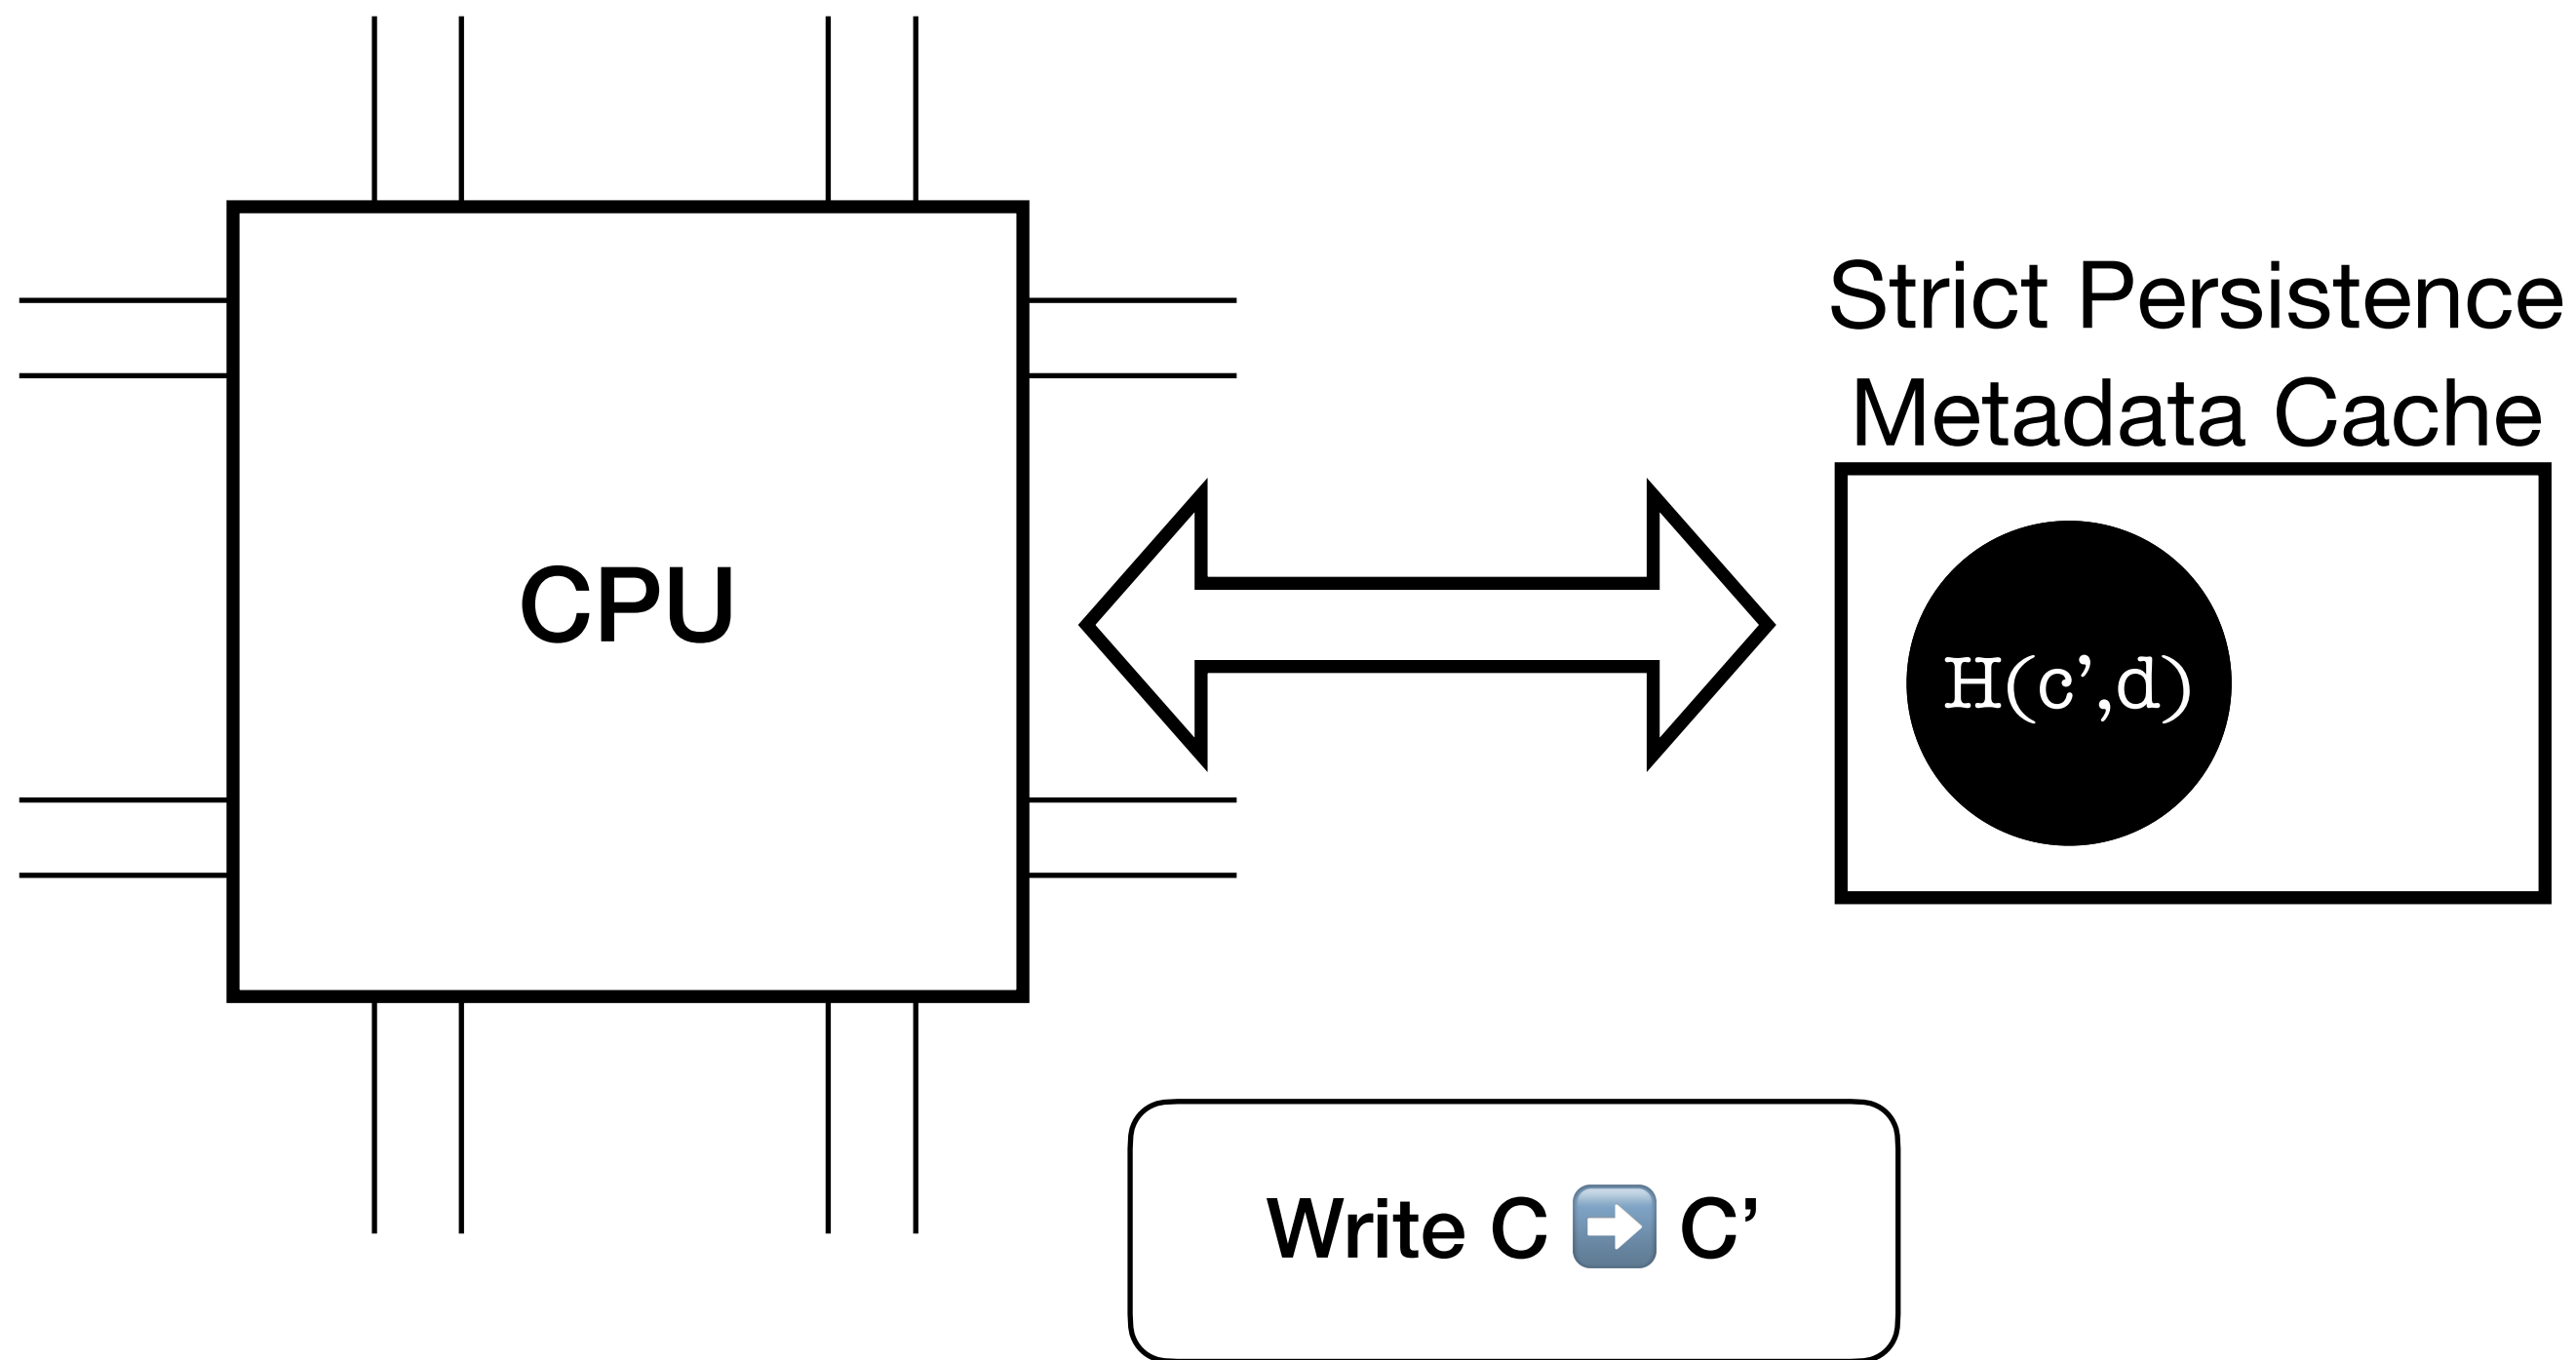 Strict Persistence
Metadata Cache
CPU
H(c’,d)
Write C ➡️ C’